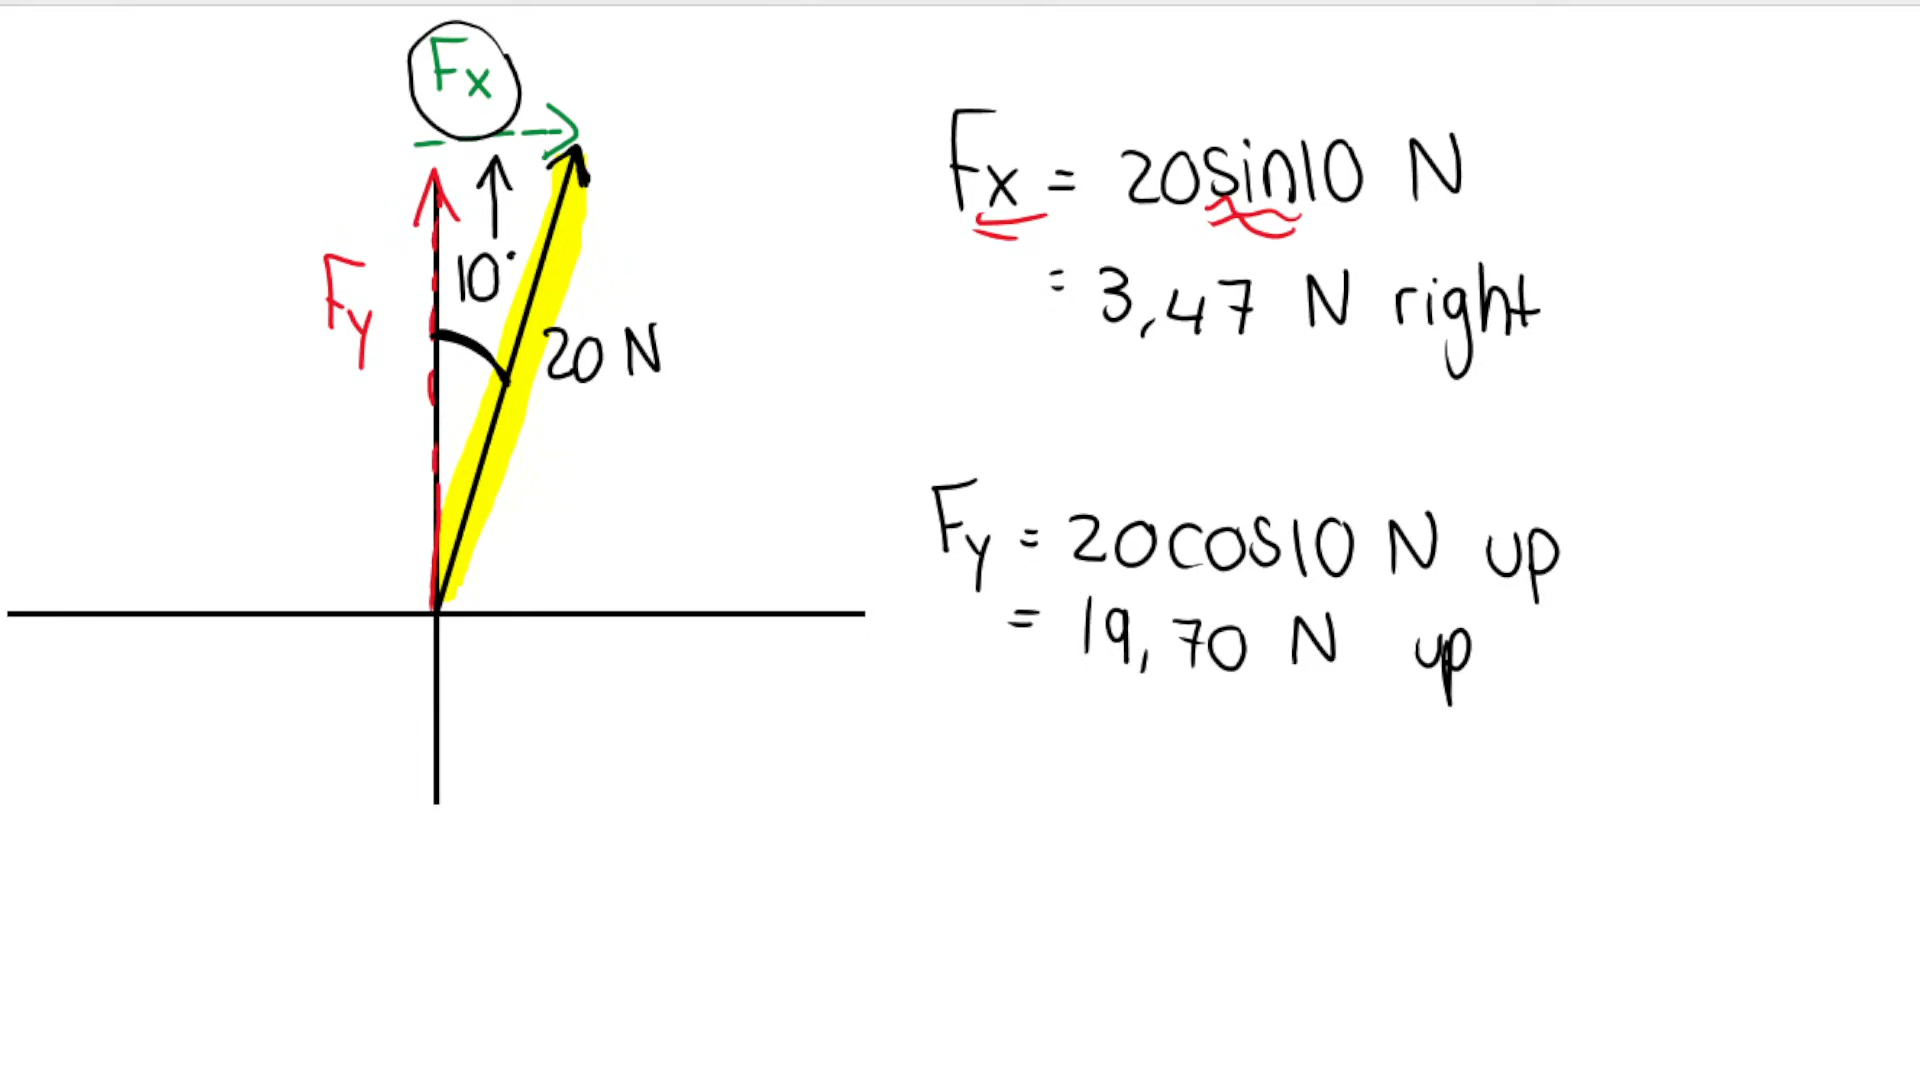 Fx
Fy
10°
20 N
Fx = 20sin10 N
= 3,47 N right
Fy = 20cos10 N up
= 19,70 N up